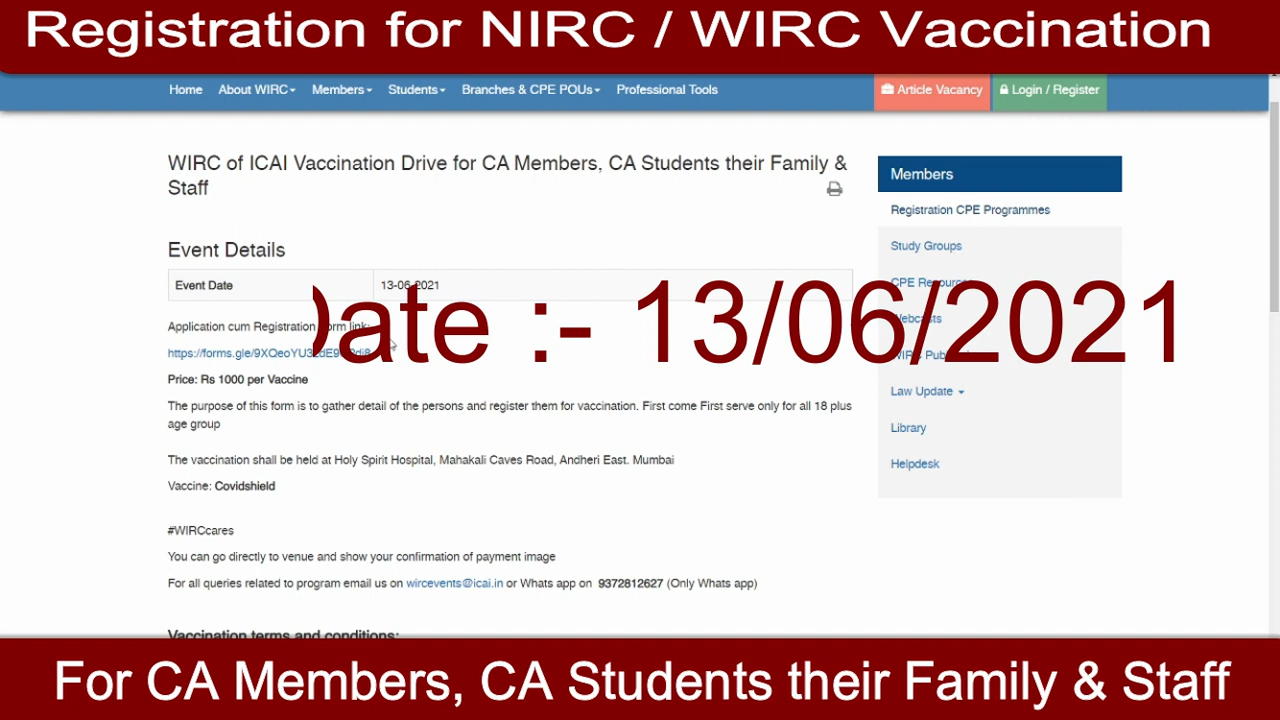 Registration for NIRC / WIRC Vaccination
Home About WIRC Members Students Branches & CPE POUs Professional Tools Article Vacancy Login / Register
WIRC of ICAI Vaccination Drive for CA Members, CA Students their Family &
Staff
Members
Registration CPE Programmes
Study Groups
CPE
Webcasts
Law Update
Library
Helpdesk
Event Details
Event Date 13-06-2021
Date :- 13/06/2021
Application cum Registration Form link:
Price: Rs 1000 per Vaccine
The purpose of this form is to gather detail of the persons and register them for vaccination. First come First serve only for all 18 plus
age group
The vaccination shall be held at Holy Spirit Hospital, Mahakali Caves Road, Andheri East. Mumbai
Vaccine: Covidshield
#WIRCcares
You can go directly to venue and show your confirmation of payment image
For all queries related to program email us on wircevents@icai.in or Whats app on 9372812627 (Only Whats app)
Vaccination terms and conditions:
For CA Members, CA Students their Family & Staff